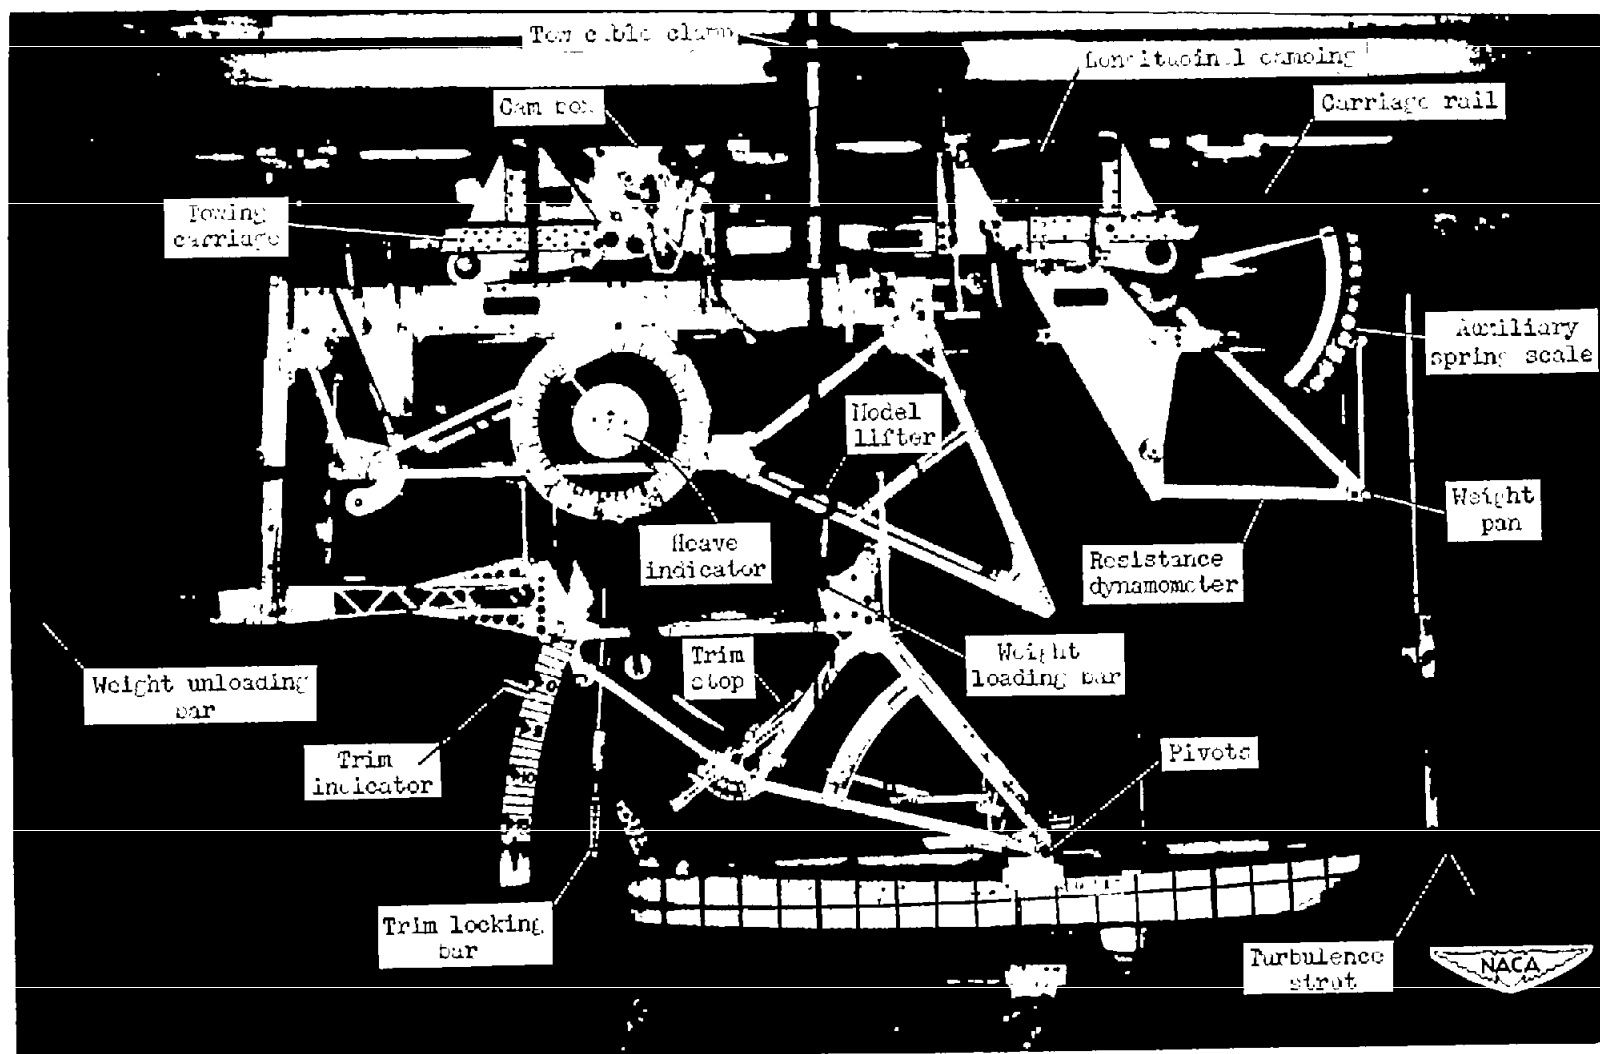 Tow cable clamp
Longitudinal
Cam box
Carriage rail
Towing
carriage
Auxiliary
spring scale
Model
lifter
Weight
pan
Heave
indicator
Resistance
dynamometer
Trim
stop
Weight
loading bar
Weight unloading
bar
Trim
indicator
Pivots
Trim locking
bar
Turbulence
strut
NACA